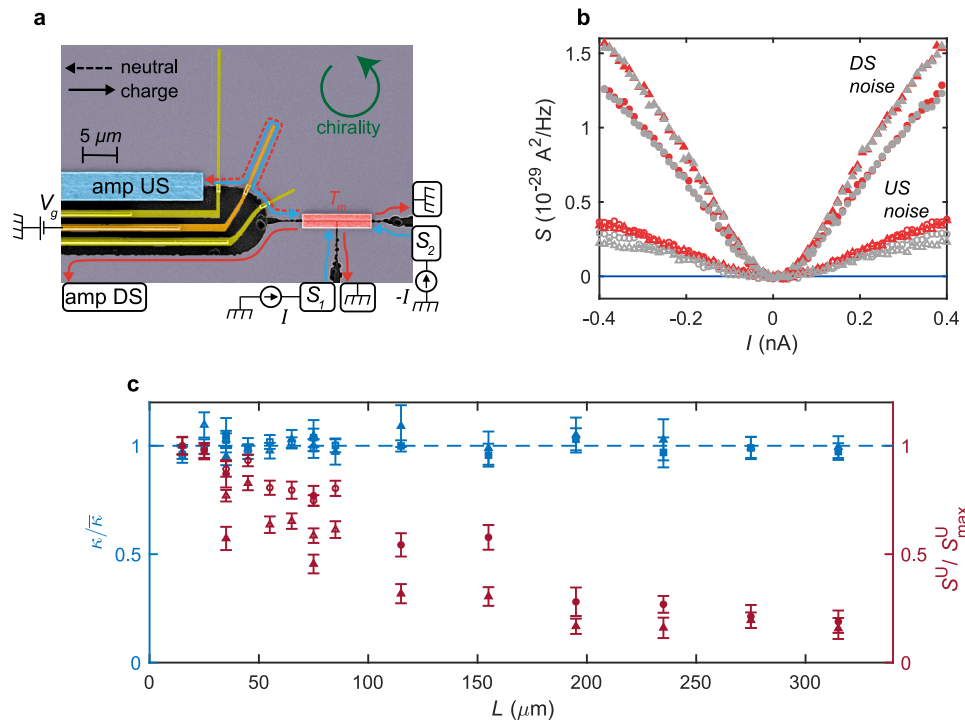 a
neutral
charge
chirality
5 μm
amp US
V_g
T_m
S_2
amp DS
S_1
I
-I
b
DS
noise
US
noise
S (10^-29 A^2/Hz)
1.5
1
0.5
0
-0.4
-0.2
0
0.2
0.4
I (nA)
c
κ/κ̅
1
0.5
0
S^U/ S^U_max
1
0.5
0
0
50
100
150
200
250
300
L (μm)